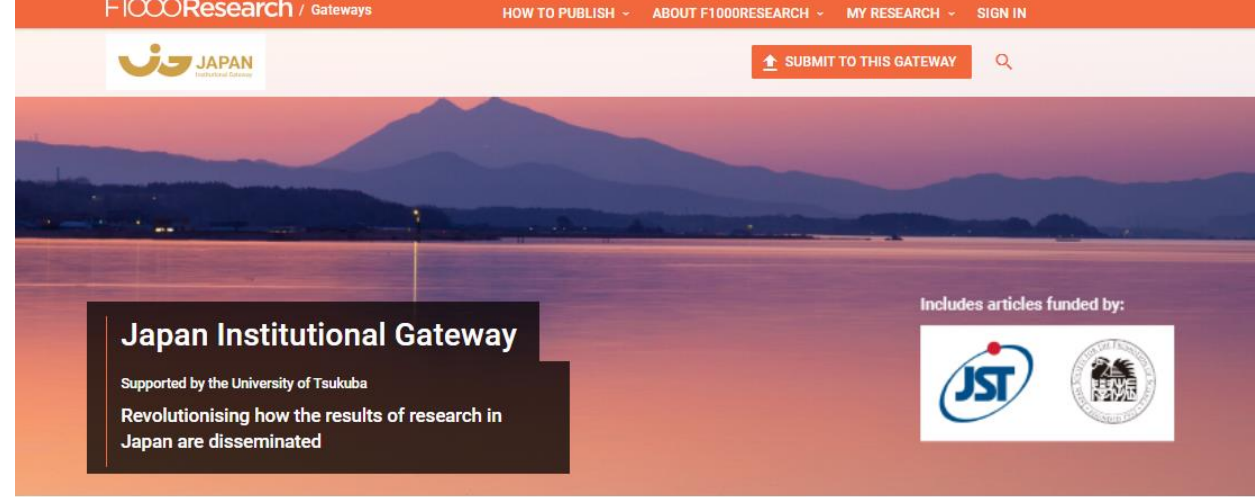 F1000Research / Gateways
HOW TO PUBLISH ABOUT F1000RESEARCH MY RESEARCH SIGN IN
JAPAN
Institutional Gateway
SUBMIT TO THIS GATEWAY
Includes articles funded by:
Japan Institutional Gateway
JST
Supported by the University of Tsukuba
Revolutionising how the results of research in
Japan are disseminated